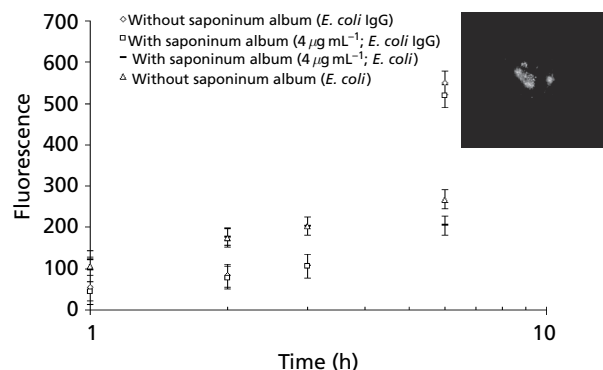 ◇Without saponinum album (E. coli IgG)
□With saponinum album (4 µg mL⁻¹; E. coli IgG)
– With saponinum album (4 µg mL⁻¹; E. coli)
△Without saponinum album (E. coli)
Fluorescence
700
600
500
400
300
200
100
0
1
10
Time (h)